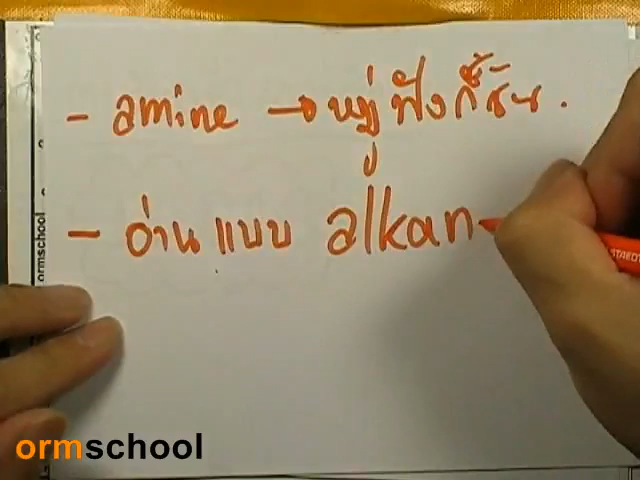 - amine → หมู่ฟังก์ชัน.
- อ่านแบบ alkan
ormschool
ormschool